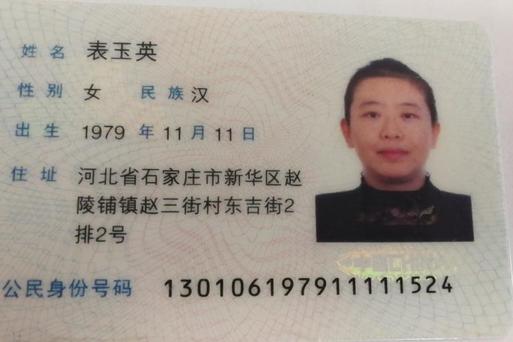 姓名 表玉英
性别 女 民族 汉
出生 1979 年 11 月 11 日
住址 河北省石家庄市新华区赵
陵铺镇赵三街村东吉街2
排2号
公民身份号码 130106197911111524